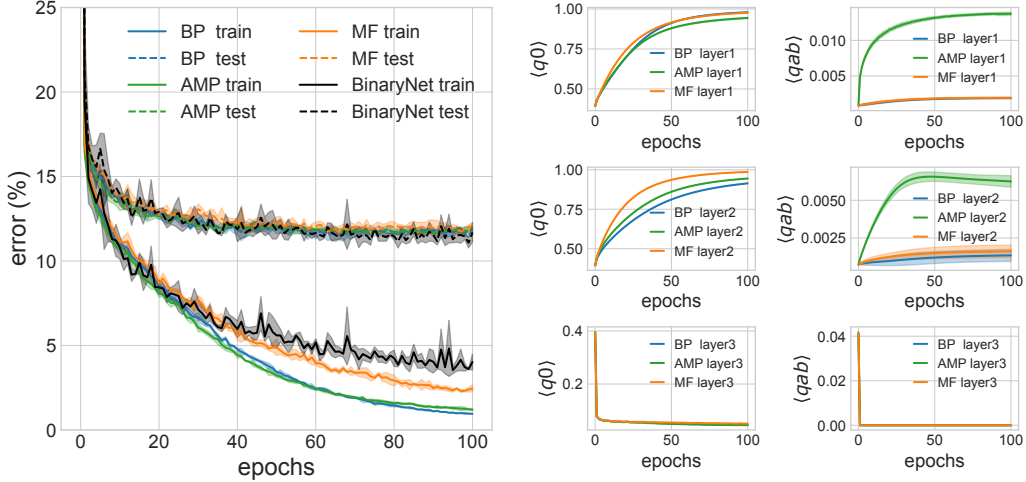 25
20
15
10
5
0
error (%)
0 20 40 60 80 100
epochs
BP train
BP test
AMP train
AMP test
MF train
MF test
BinaryNet train
BinaryNet test
1.00
0.75
0.50
⟨q0⟩
0 50 100
epochs
BP layer1
AMP layer1
MF layer1
0.010
0.005
⟨qab⟩
0 50 100
epochs
BP layer1
AMP layer1
MF layer1
1.00
0.75
0.50
⟨q0⟩
0 50 100
epochs
BP layer2
AMP layer2
MF layer2
0.0050
0.0025
⟨qab⟩
0 50 100
epochs
BP layer2
AMP layer2
MF layer2
0.4
0.2
⟨q0⟩
0 50 100
epochs
BP layer3
AMP layer3
MF layer3
0.04
0.02
0.00
⟨qab⟩
0 50 100
epochs
BP layer3
AMP layer3
MF layer3